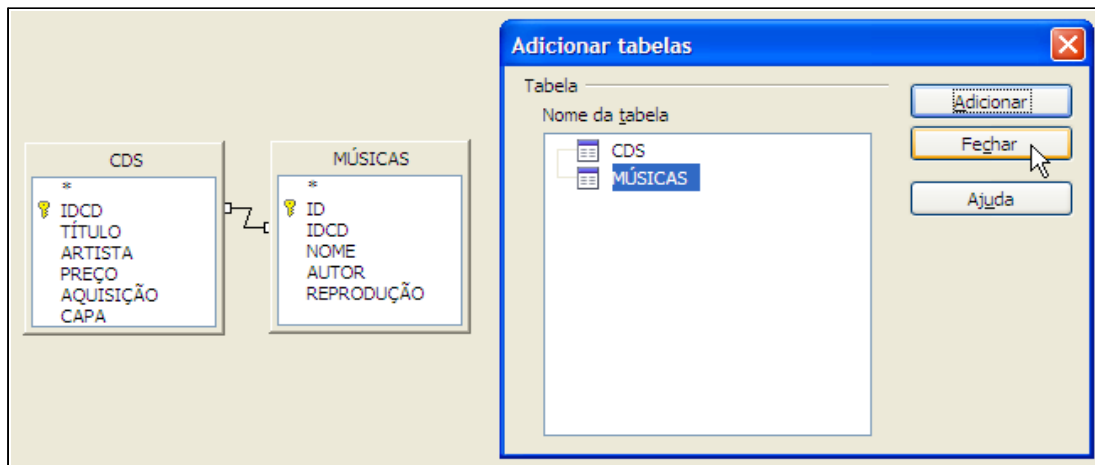 CDS
*
IDCD
TÍTULO
ARTISTA
PREÇO
AQUISIÇÃO
CAPA
MÚSICAS
*
ID
IDCD
NOME
AUTOR
REPRODUÇÃO
Adicionar tabelas
Tabela
Nome da tabela
CDS
MÚSICAS
Adicionar
Fechar
Ajuda